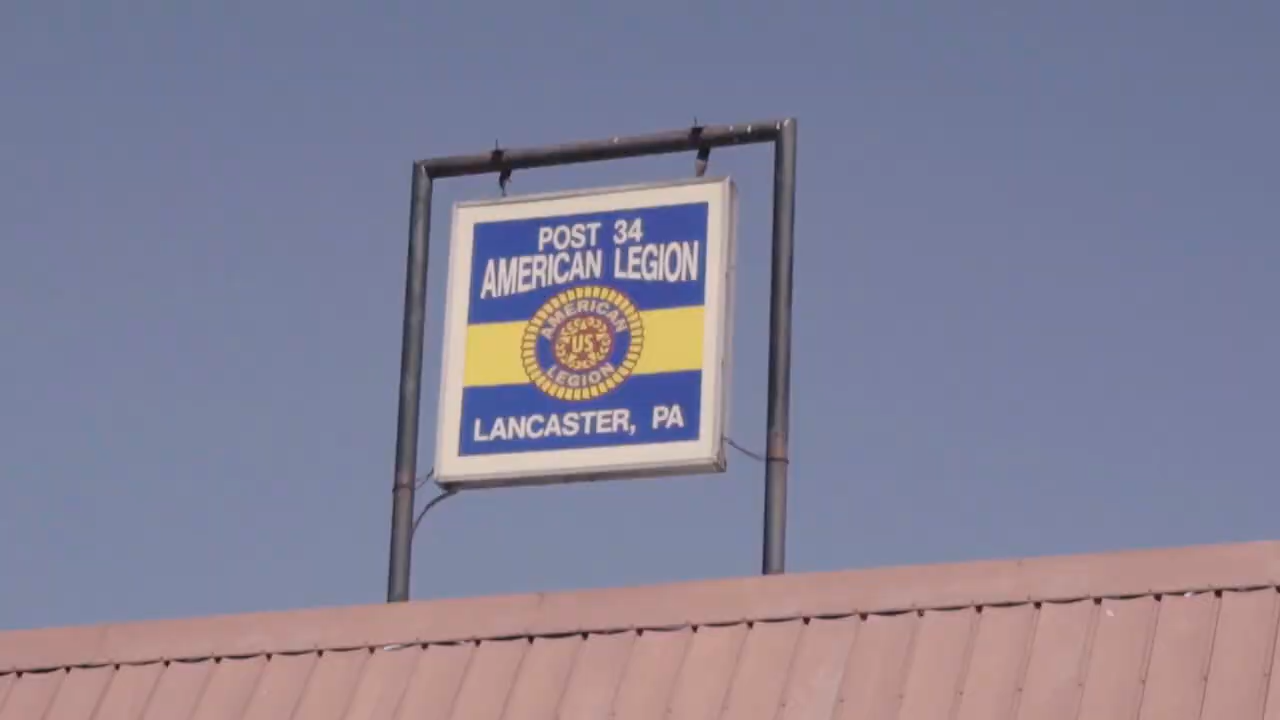 POST 34
AMERICAN LEGION
AMERICAN
US
LEGION
LANCASTER, PA